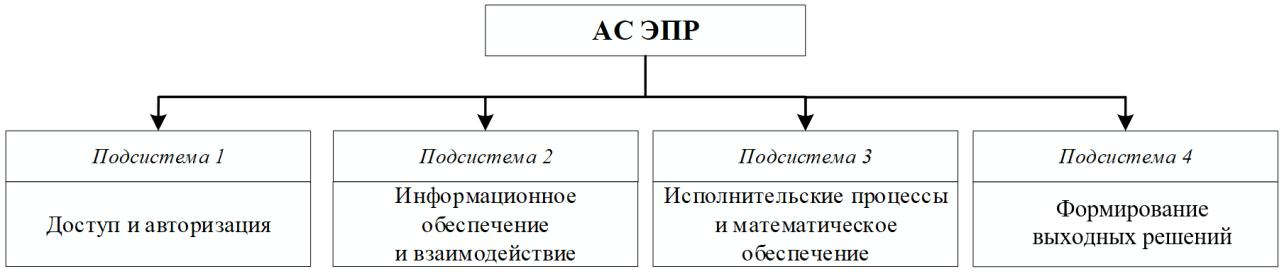 АС ЭПР
Подсистема 1
Доступ и авторизация
Подсистема 2
Информационное
обеспечение
и взаимодействие
Подсистема 3
Исполнительские процессы
и математическое
обеспечение
Подсистема 4
Формирование
выходных решений